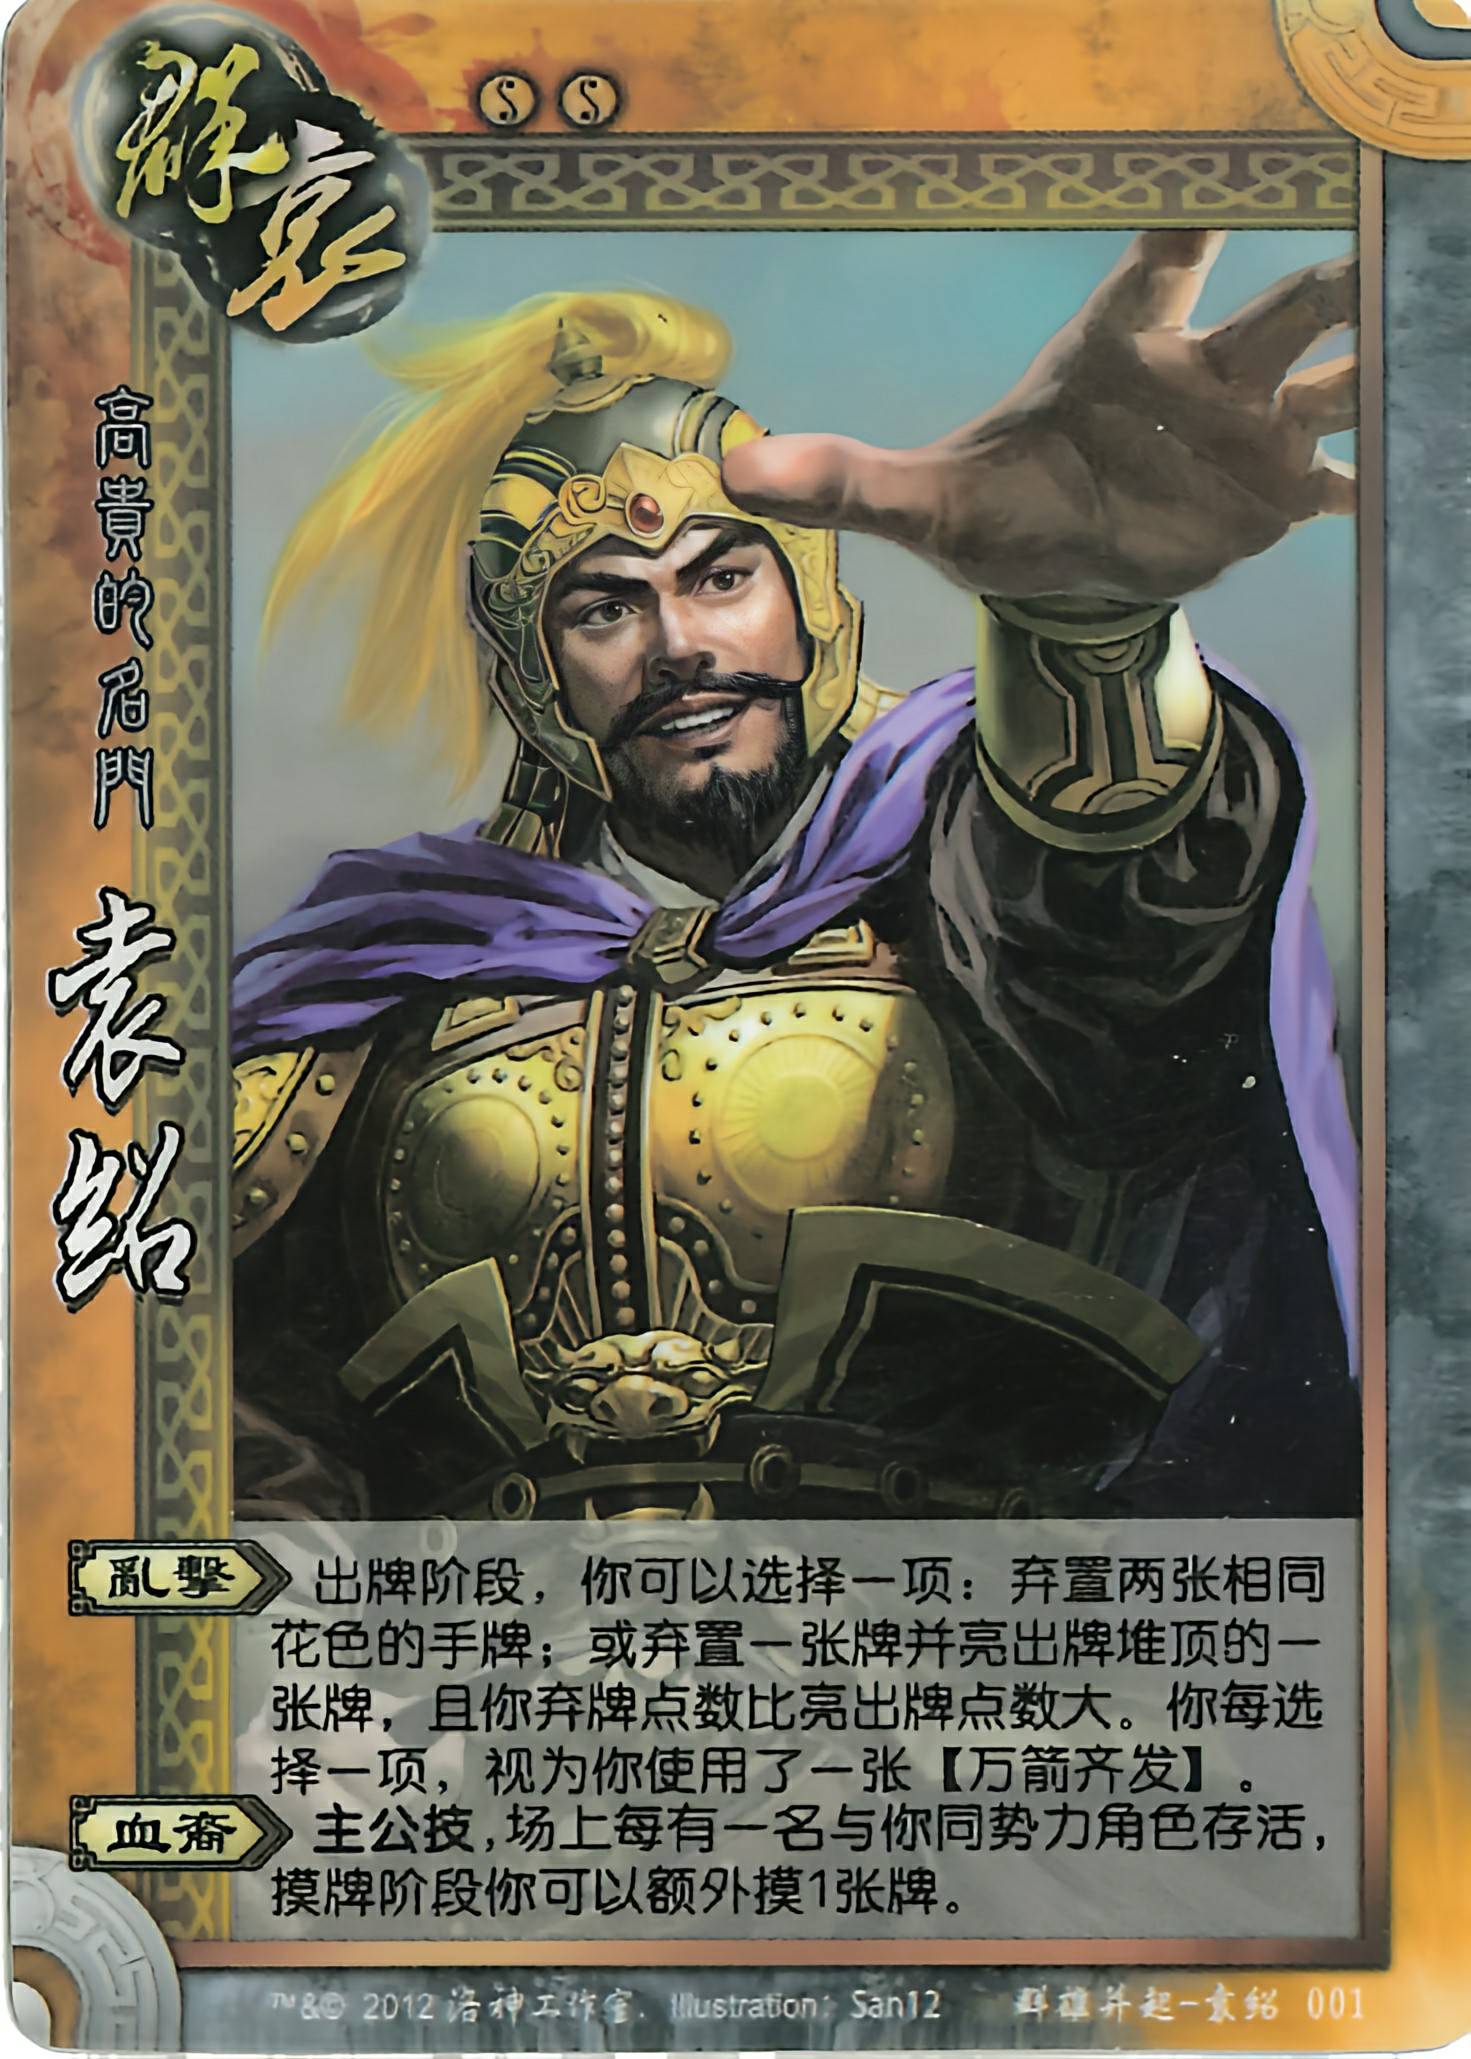 群
袁
高貴的名門
袁绍
亂擊
出牌阶段，你可以选择一项：弃置两张相同
花色的手牌；或弃置一张牌并亮出牌堆顶的一
张牌，且你弃牌点数比亮出牌点数大。你每选
择一项，视为你使用了一张【万箭齐发】。
血裔
主公技，场上每有一名与你同势力角色存活，
摸牌阶段你可以额外摸1张牌。
™&© 2012 洛神工作室. Illustration: San12 群雄并起-袁绍 001